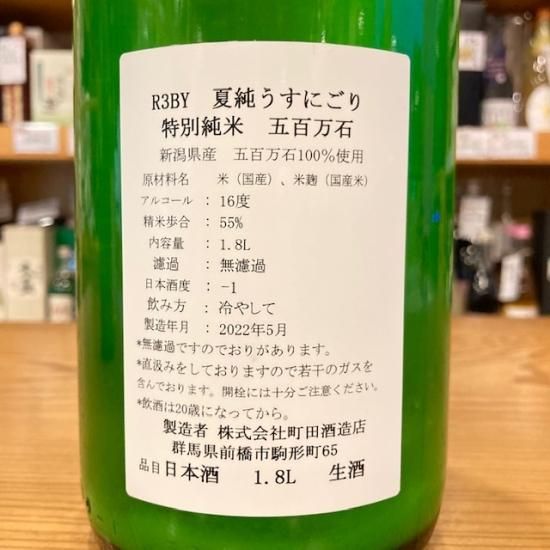 R3BY 夏純うすにごり
特別純米 五百万石
新潟県産 五百万石100%使用
原材料名 米（国産）、米麹（国産米）
アルコール : 16度
精米歩合 : 55%
内容量 : 1.8L
濾過 : 無濾過
日本酒度 : -1
飲み方 : 冷やして
製造年月 : 2022年5月
*無濾過ですのでおりがあります。
*直汲みをしておりますので若干のガスを
含んでおります。開栓には十分ご注意ください。
*飲酒は20歳になってから。
製造者 株式会社町田酒造店
群馬県前橋市駒形町65
品目 日本酒 1.8L 生酒